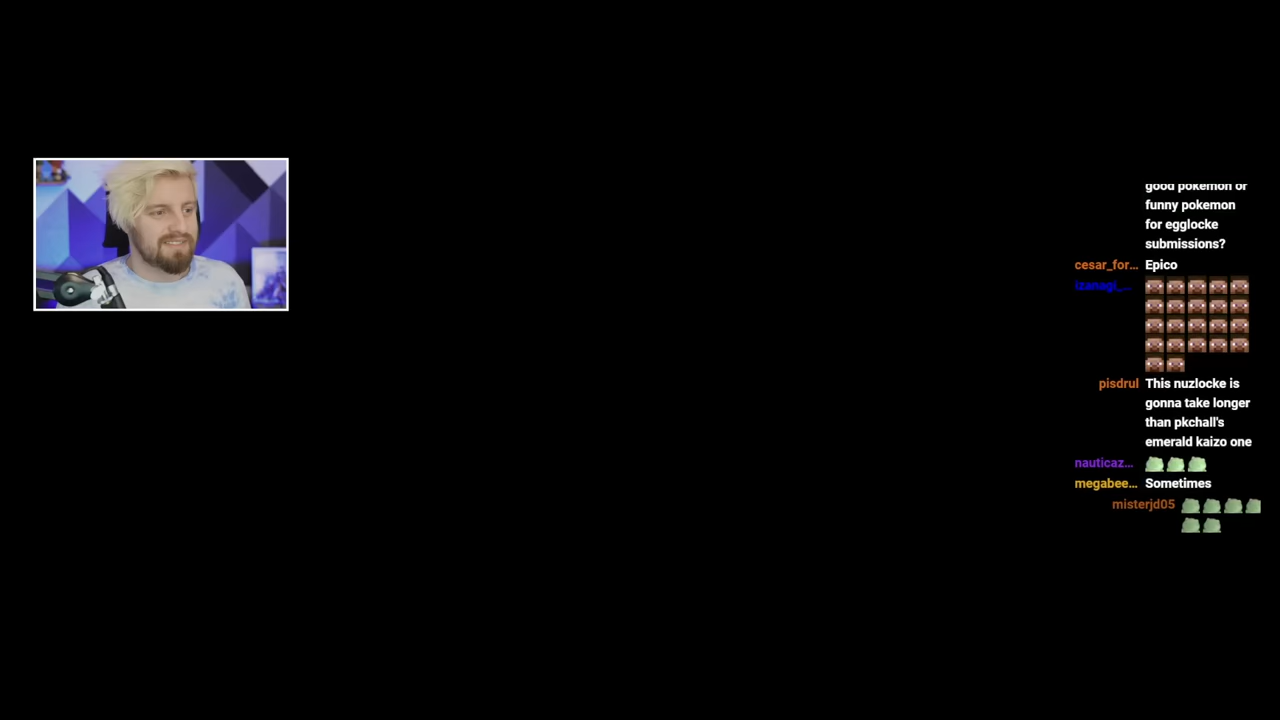 good pokemon or
funny pokemon
for egglocke
submissions?
cesar_for... Epico
izanagi_...
pisdrul This nuzlocke is
gonna take longer
than pkchall's
emerald kaizo one
nauticaz...
megabee... Sometimes
misterjd05